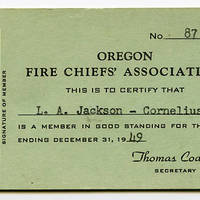 No. 87
OREGON
FIRE CHIEFS' ASSOCIATI
THIS IS TO CERTIFY THAT
L. A. Jackson - Cornelius
IS A MEMBER IN GOOD STANDING FOR TH
ENDING DECEMBER 31, 1949
Thomas Coa
SECRETARY
SIGNATURE OF MEMBER